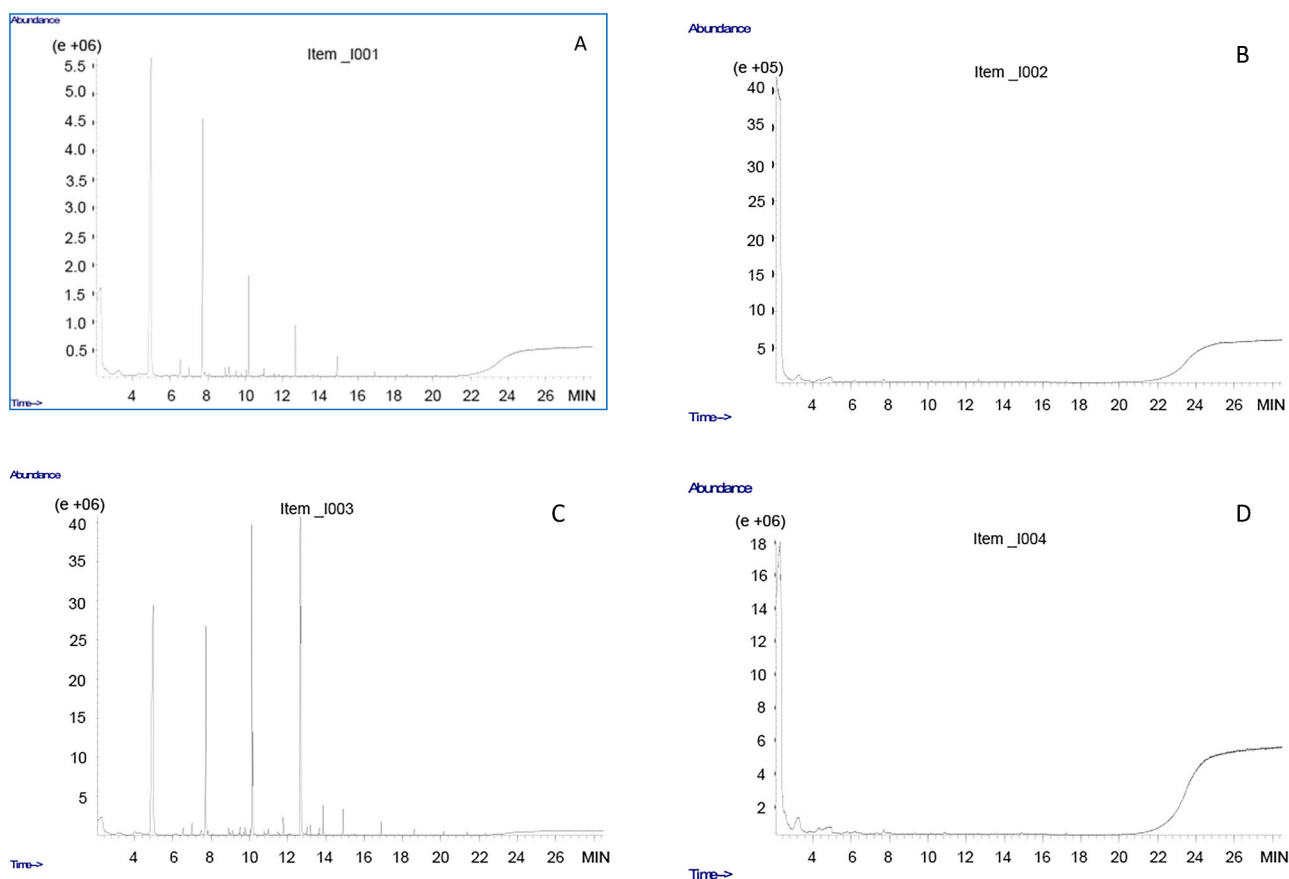 Abundance
(e +06)
Item _I001
A
5.5
5.0
4.5
4.0
3.5
3.0
2.5
2.0
1.5
1.0
0.5
4 6 8 10 12 14 16 18 20 22 24 26 MIN
Time-->
Abundance
(e +05)
Item _I002
B
40
35
30
25
20
15
10
5
4 6 8 10 12 14 16 18 20 22 24 26 MIN
Time-->
Abundance
(e +06)
Item _I003
C
40
35
30
25
20
15
10
5
4 6 8 10 12 14 16 18 20 22 24 26 MIN
Time-->
Abundance
(e +06)
Item _I004
D
18
16
14
12
10
8
6
4
2
4 6 8 10 12 14 16 18 20 22 24 26 MIN
Time-->